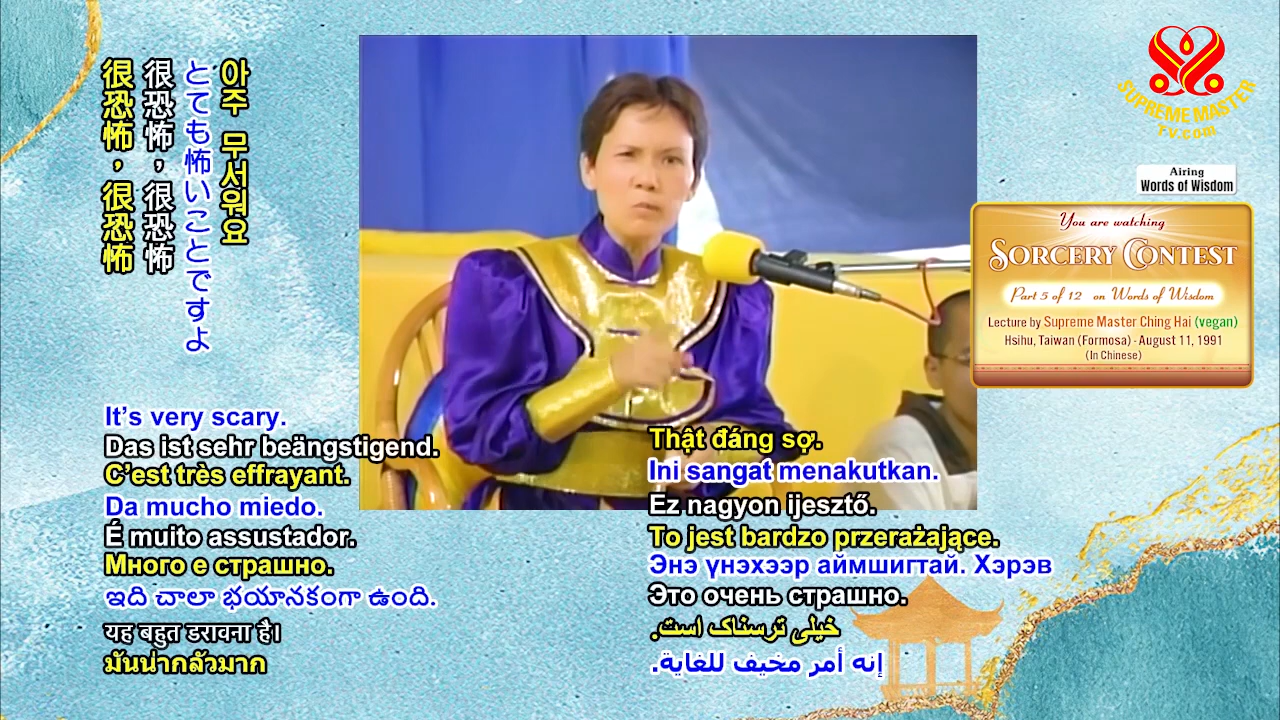 很恐怖，很恐怖
很恐怖，很恐怖
とても怖いことですよ
아주 무서워요
SUPREME MASTER
TV.com
Airing
Words of Wisdom
You are watching
SORCERY CONTEST
Part 5 of 12 on Words of Wisdom
Lecture by Supreme Master Ching Hai (vegan)
Hsihu, Taiwan (Formosa) - August 11, 1991
(In Chinese)
It’s very scary.
Das ist sehr beängstigend.
C’est très effrayant.
Da mucho miedo.
É muito assustador.
Много е страшно.
ఇది చాలా భయానకంగా ఉంది.
यह बहुत डरावना है।
มันน่ากลัวมาก
Thật đáng sợ.
Ini sangat menakutkan.
Ez nagyon ijesztő.
To jest bardzo przerażające.
Энэ үнэхээр аймшигтай. Хэрэв
Это очень страшно.
خیلی ترسناک است.
إنه أمر مخيف للغاية.